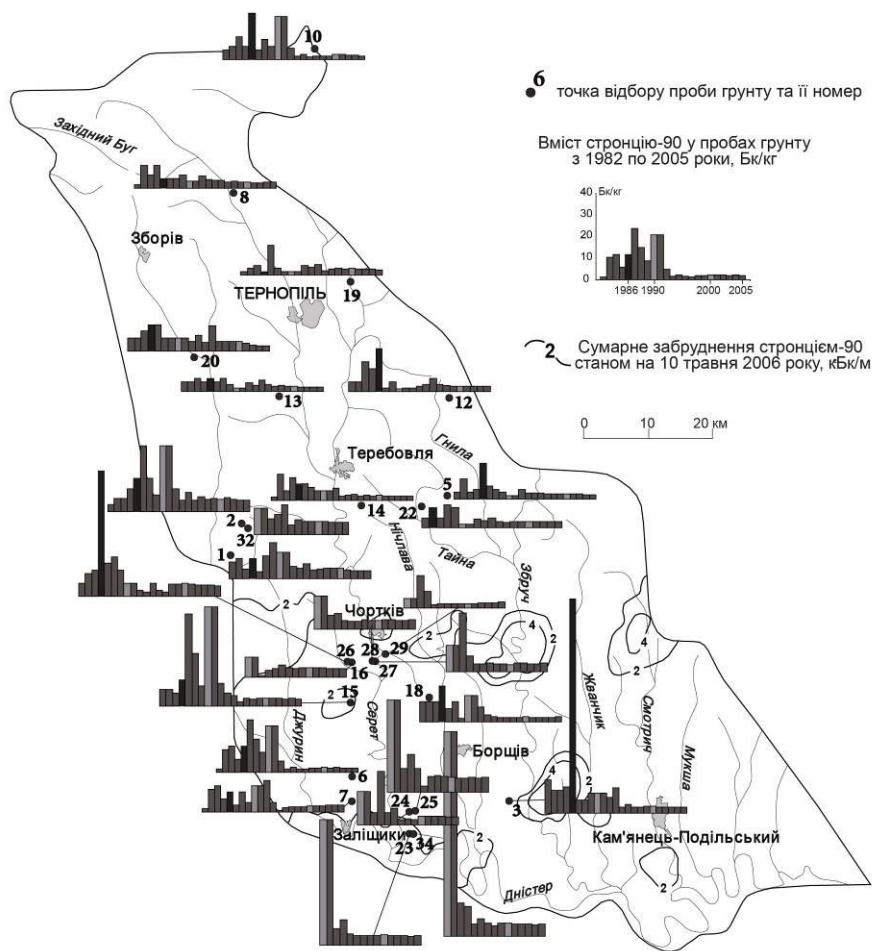 10
6
точка відбору проби грунту та її номер
Вміст стронцію-90 у пробах грунту
з 1982 по 2005 роки, Бк/кг
40 Бк/кг
30
20
10
0
1986 1990 2000 2005
2 Сумарне забруднення стронцієм-90
станом на 10 травня 2006 року, кБк/м
0 10 20 км
Західний Буг
8
Зборів
19
ТЕРНОПІЛЬ
20
13
12
Гнила
Теребовля
5
14
22
2
32
Нічлава
Тайна
1
Збруч
2
Чортків
2
4
2
4
2
26
28
29
16
27
15
2
18
Жванчик
Смотрич
Джурин
Серет
Борщів
Мукша
4
2
6
7
24
25
3
2
Заліщики
23
34
2
Кам'янець-Подільський
2
Дністер